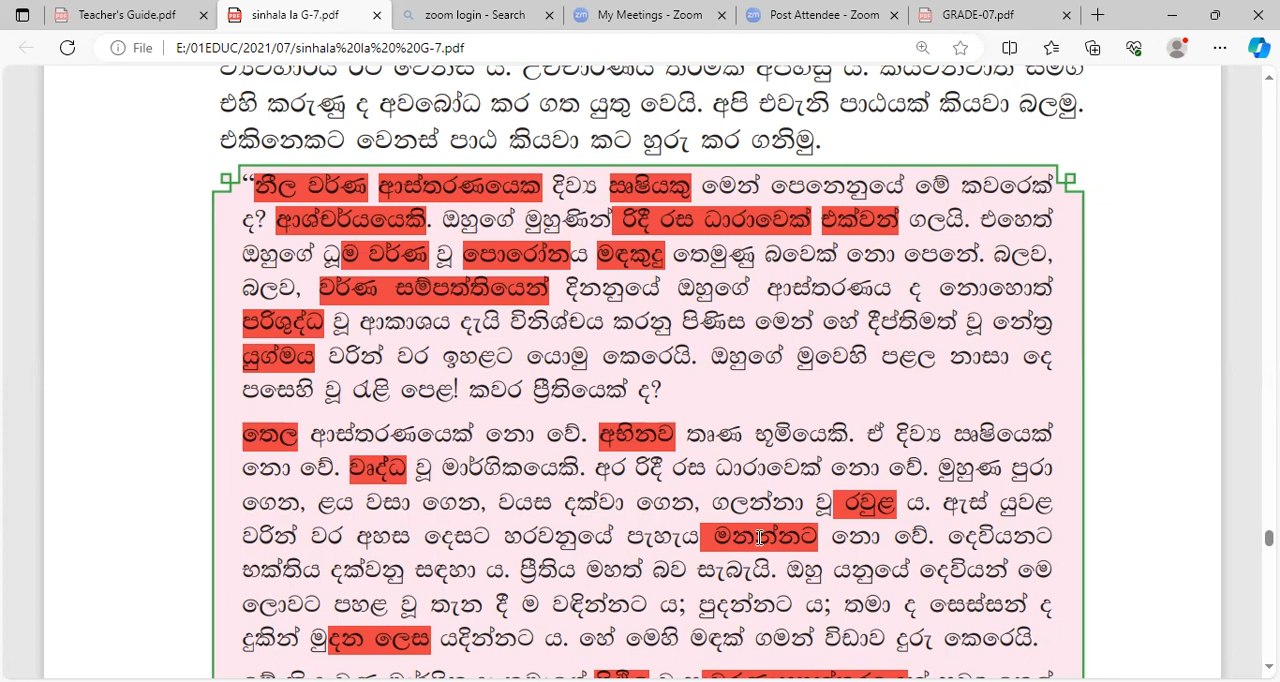 Teacher's Guide.pdf
sinhala la G-7.pdf
zoom login - Search
My Meetings - Zoom
Post Attendee - Zoom
GRADE-07.pdf
File
E:/01EDUC/2021/07/sinhala%20la%20%20G-7.pdf
එහි කරුණු ද අවබෝධ කර ගත යුතු වෙයි. අපි එවැනි පාඨයක් කියවා බලමු.
එකිනෙකට වෙනස් පාඨ කියවා කට හුරු කර ගනිමු.
“නීල වර්ණ ආස්තරණයෙක දිව්‍ය ඍෂියකු මෙන් පෙනෙනුයේ මේ කවරෙක්
ද? ආශ්චර්යයෙකි. ඔහුගේ මුහුණින් රිදී රස ධාරාවෙක් එක්වන් ගලයි. එහෙත්
ඔහුගේ ධූම වර්ණ වූ පොරෝනය මඳකුදු තෙමුණු බවෙක් නො පෙනේ. බලව,
බලව, වර්ණ සම්පත්තියෙන් දිනනුයේ ඔහුගේ ආස්තරණය ද නොහොත්
පරිශුද්ධ වූ ආකාශය දැයි විනිශ්චය කරනු පිණිස මෙන් හේ දීප්තිමත් වූ නේත්‍ර
යුග්මය වරින් වර ඉහළට යොමු කෙරෙයි. ඔහුගේ මුවෙහි පළල නාසා දෙ
පසෙහි වූ රැළි පෙළ! කවර ප්‍රීතියෙක් ද?
තෙල ආස්තරණයෙක් නො වේ. අභිනව තෘණ භූමියෙකි. ඒ දිව්‍ය ඍෂියෙක්
නො වේ. වෘද්ධ වූ මාර්ගිකයෙකි. අර රිදී රස ධාරාවෙක් නො වේ. මුහුණ පුරා
ගෙන, ළය වසා ගෙන, වයස දක්වා ගෙන, ගලන්නා වූ රවුළ ය. ඇස් යුවළ
වරින් වර අහස දෙසට හරවනුයේ පැහැය මනන්නට නො වේ. දෙවියනට
භක්තිය දක්වනු සඳහා ය. ප්‍රීතිය මහත් බව සැබැයි. ඔහු යනුයේ දෙවියන් මෙ
ලොවට පහළ වූ තැන දී ම වඳින්නට ය; පුදන්නට ය; තමා ද සෙස්සන් ද
දුකින් මුදන ලෙස යදින්නට ය. හේ මෙහි මඳක් ගමන් විඩාව දුරු කෙරෙයි.